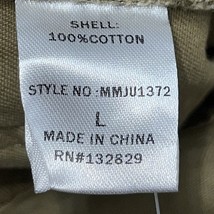 SHELL:
100%COTTON
STYLE NO:MMJU1372
L
MADE IN CHINA
RN#132829